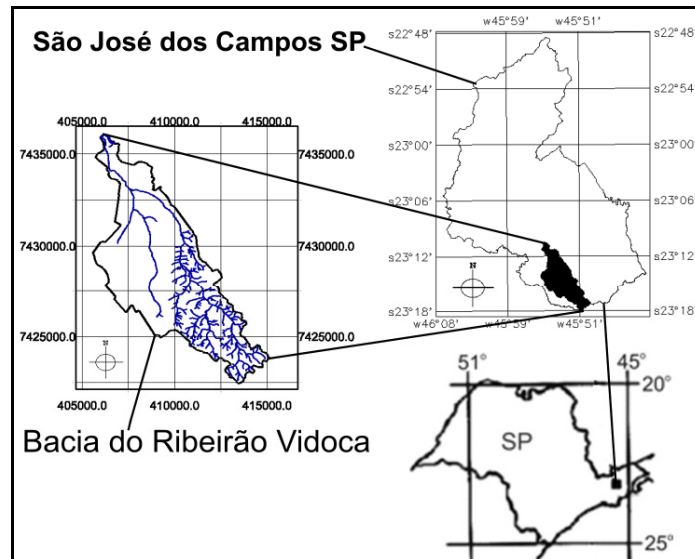 São José dos Campos SP
w45°59' w45°51'
s22°48' s22°48'
s22°54' s22°54'
s23°00' s23°00'
s23°06' s23°06'
s23°12' s23°12'
s23°18' s23°18'
w46°08' w45°59' w45°51'
N
405000.0 410000.0 415000.0
7435000.0 7435000.0
7430000.0 7430000.0
7425000.0 7425000.0
N
405000.0 410000.0 415000.0
Bacia do Ribeirão Vidoca
51° 45°
20°
SP
25°